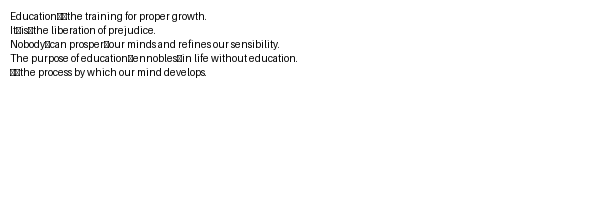 Education the training for proper growth.
It is the liberation of prejudice.
Nobody can prosper our minds and refines our sensibility.
The purpose of education ennobles in life without education.
the process by which our mind develops.